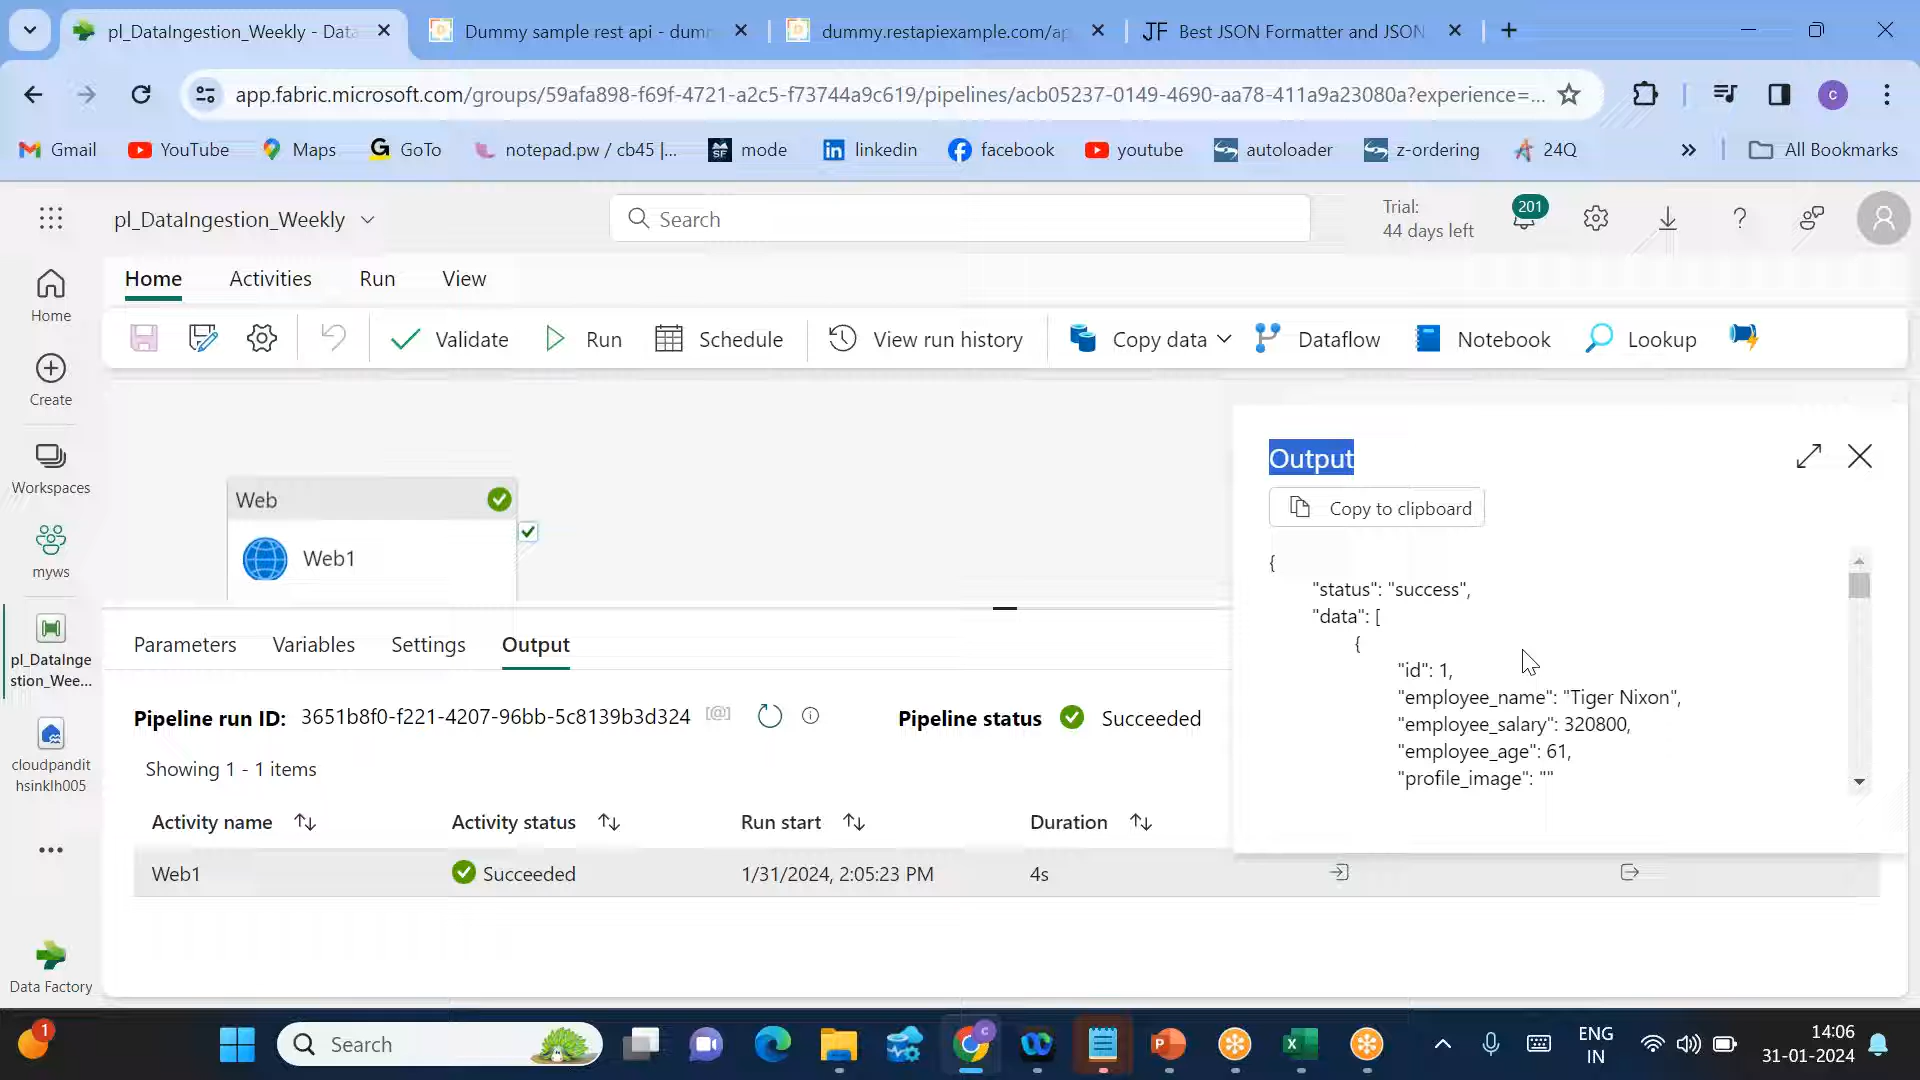 pl_DataIngestion_Weekly - Data
Dummy sample rest api - dumm
dummy.restapiexample.com/ap
JF Best JSON Formatter and JSON
app.fabric.microsoft.com/groups/59afa898-f69f-4721-a2c5-f73744a9c619/pipelines/acb05237-0149-4690-aa78-411a9a23080a?experience=...
c
Gmail YouTube Maps GoTo notepad.pw / cb45 |... mode linkedin facebook youtube autoloader z-ordering 24Q » All Bookmarks
pl_DataIngestion_Weekly
Search
Trial:
44 days left
201
Home Activities Run View
Validate Run Schedule View run history Copy data Dataflow Notebook Lookup
Home
Create
Workspaces
myws
pl_DataInge
stion_Wee...
cloudpandit
hsinklh005
Data Factory
Web
Web1
Output
Copy to clipboard
{
"status": "success",
"data": [
{
"id": 1,
"employee_name": "Tiger Nixon",
"employee_salary": 320800,
"employee_age": 61,
"profile_image": ""
Parameters Variables Settings Output
Pipeline run ID: 3651b8f0-f221-4207-96bb-5c8139b3d324 [@] Pipeline status Succeeded
Showing 1 - 1 items
Activity name Activity status Run start Duration
Web1 Succeeded 1/31/2024, 2:05:23 PM 4s
1
Search
ENG
IN
14:06
31-01-2024